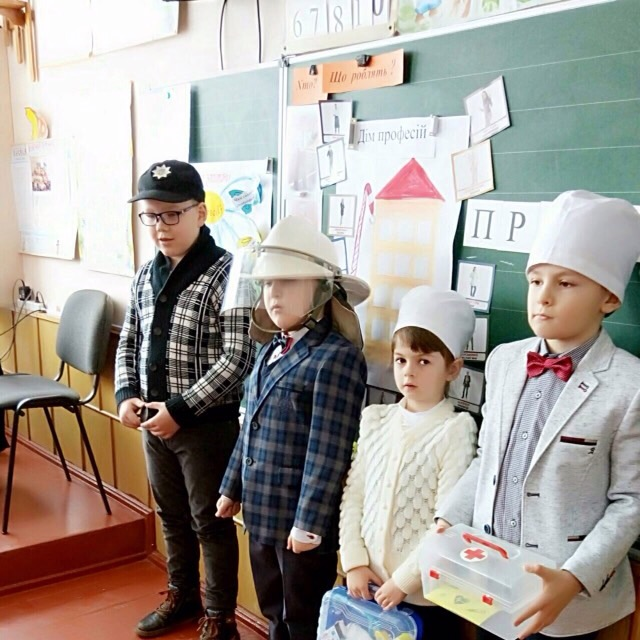 6 7 8 П Р
Хто?
Що роблять?
Дім професій
П Р